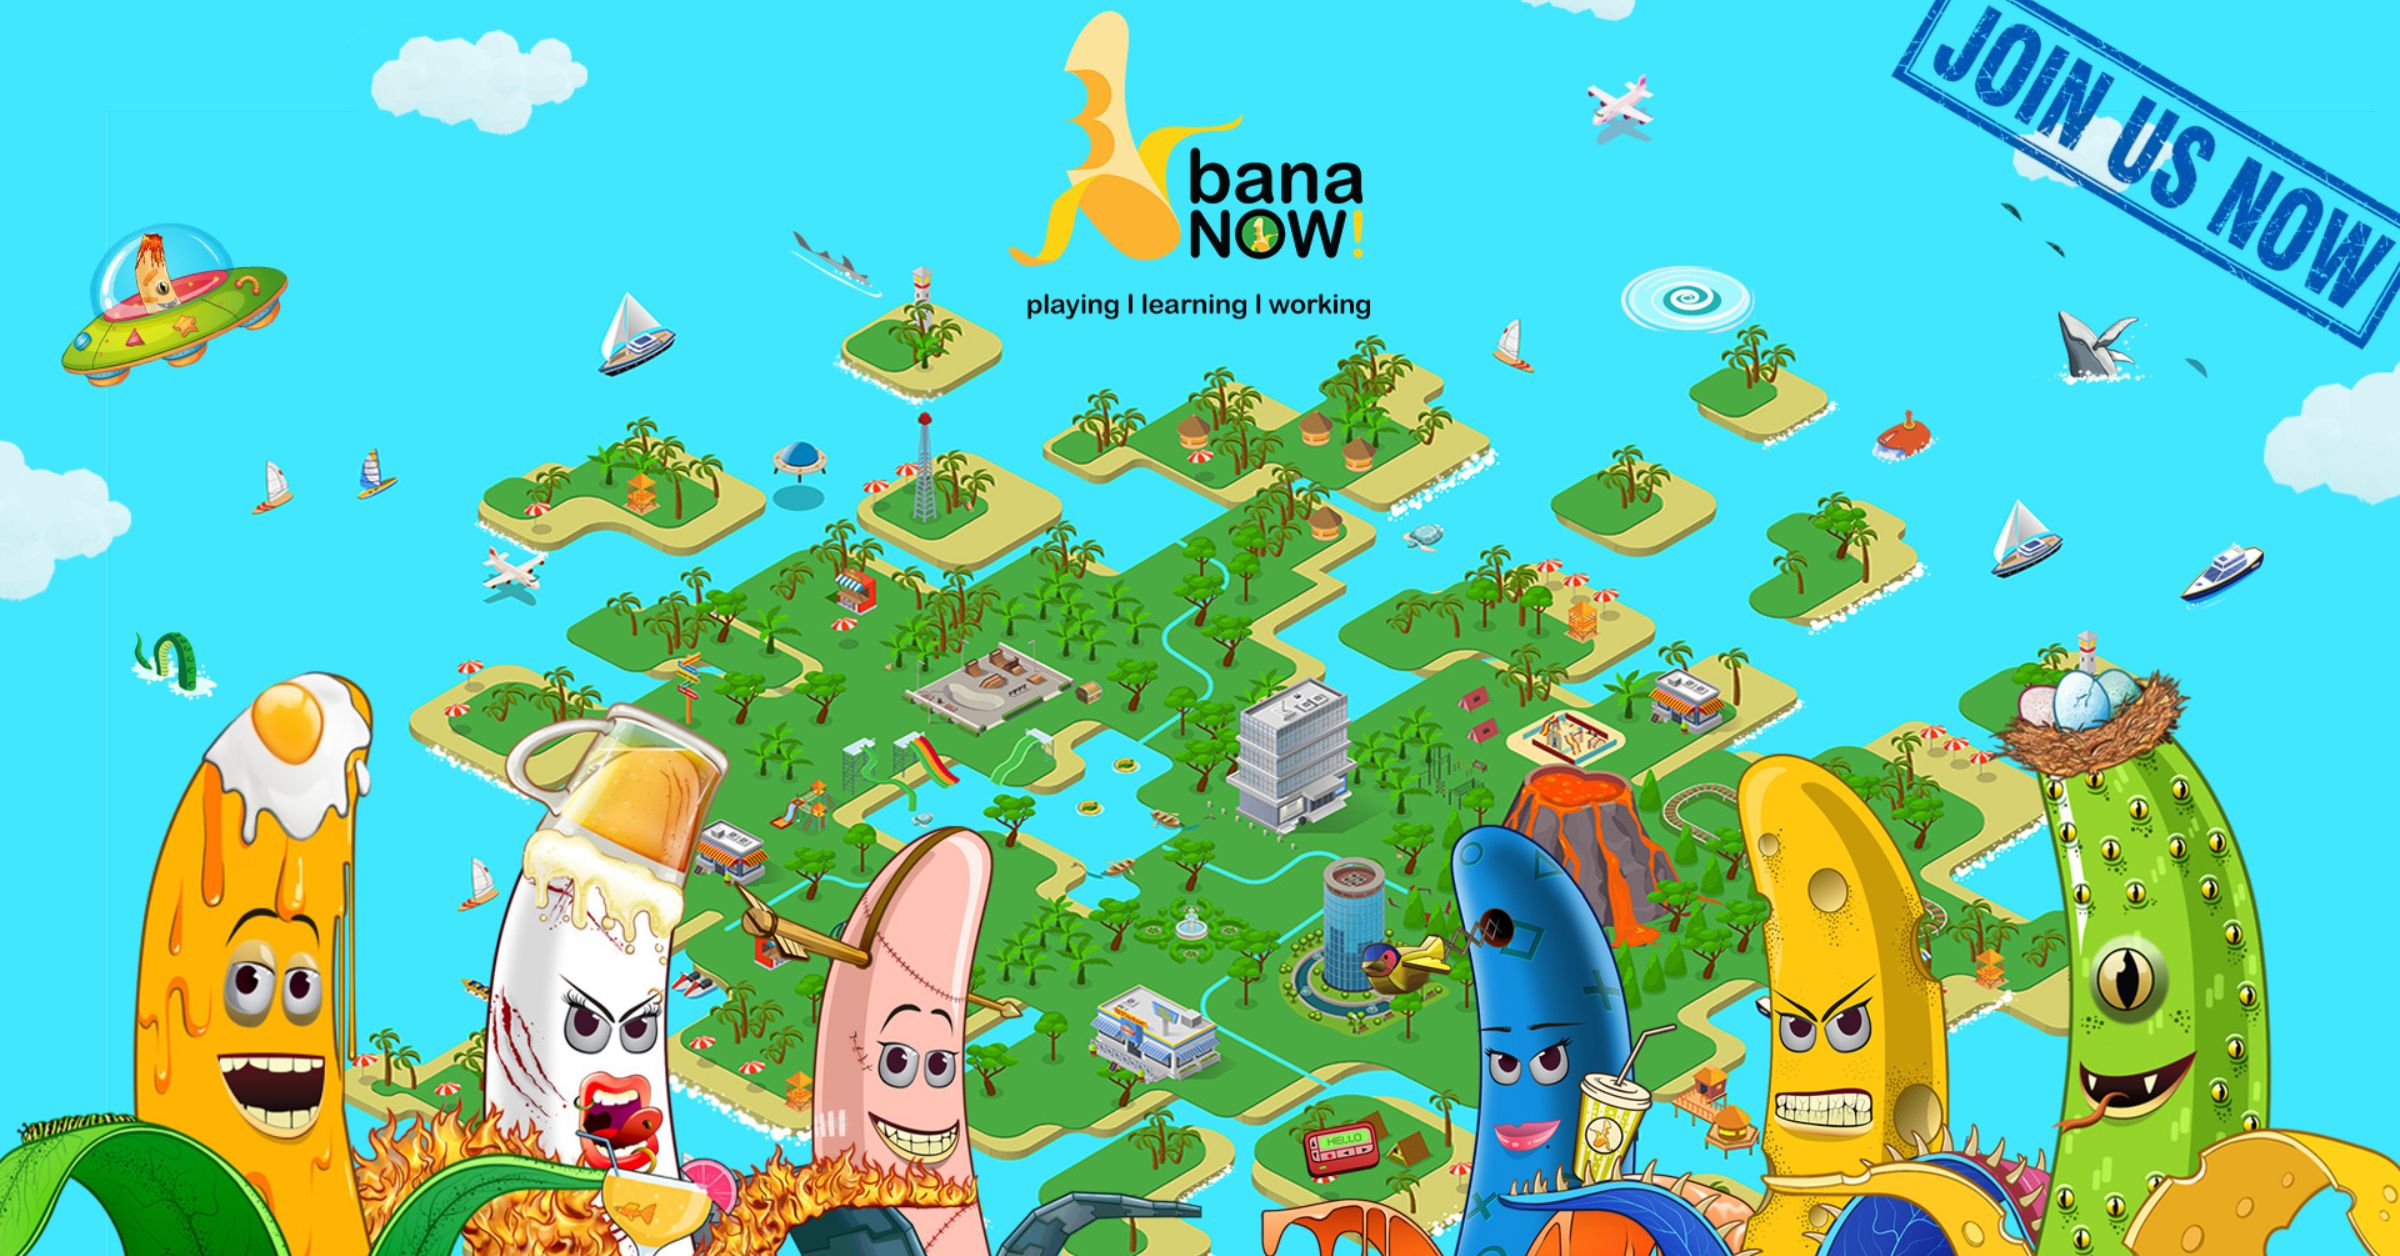 bana
NOW!
playing | learning | working
JOIN US NOW
HELLO